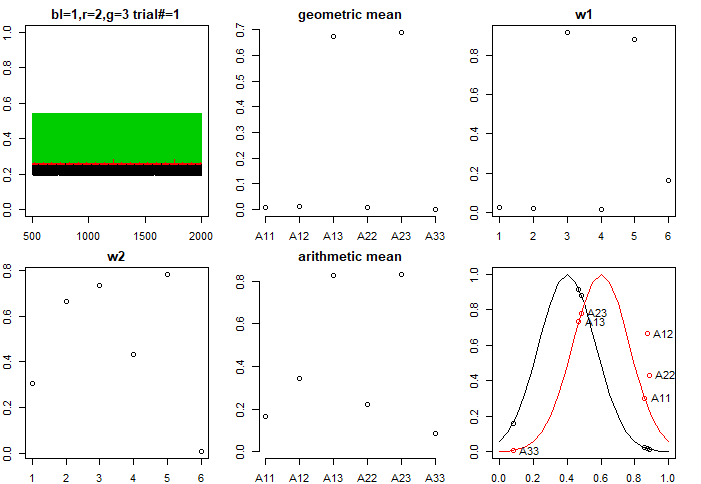 bl=1,r=2,g=3 trial#=1
geometric mean
w1
1.0
0.8
0.6
0.4
0.2
0.0
500 1000 1500 2000
0.7
0.6
0.5
0.4
0.3
0.2
0.1
0.0
A11 A12 A13 A22 A23 A33
0.8
0.6
0.4
0.2
0.0
1 2 3 4 5 6
w2
arithmetic mean
0.8
0.6
0.4
0.2
0.0
1 2 3 4 5 6
0.8
0.6
0.4
0.2
0.0
A11 A12 A13 A22 A23 A33
1.0
0.8
0.6
0.4
0.2
0.0
A23
A13
A12
A22
A11
A33
0.0 0.2 0.4 0.6 0.8 1.0